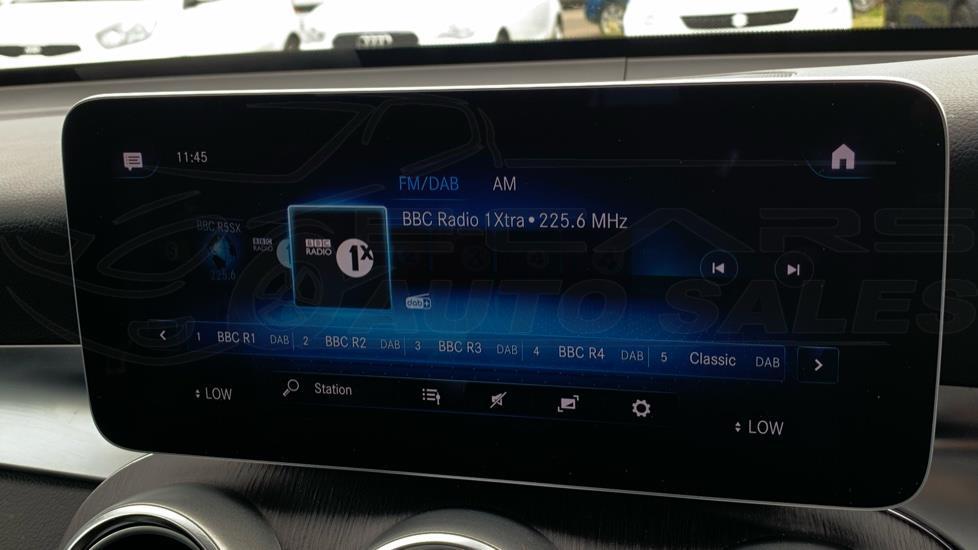 11:45
FM/DAB AM
BBC Radio 1Xtra • 225.6 MHz
BBC R5SX
225.6
BBC RADIO
BBC RADIO 1X
dab+
CARS
AUTO SALES
1 BBC R1 DAB 2 BBC R2 DAB 3 BBC R3 DAB 4 BBC R4 DAB 5 Classic DAB
LOW Station LOW